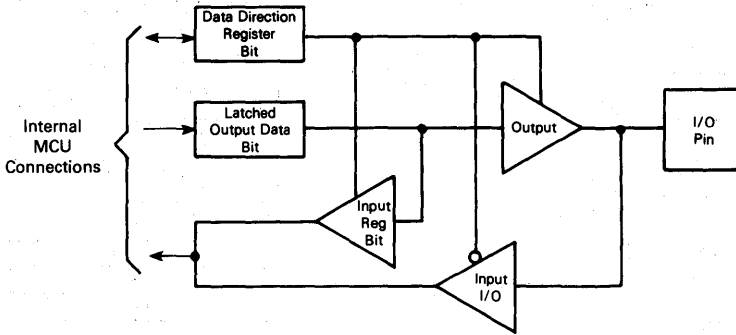 Data Direction
Register
Bit
Latched
Output Data
Bit
Internal
MCU
Connections
Output
I/O
Pin
Input
Reg
Bit
Input
I/O